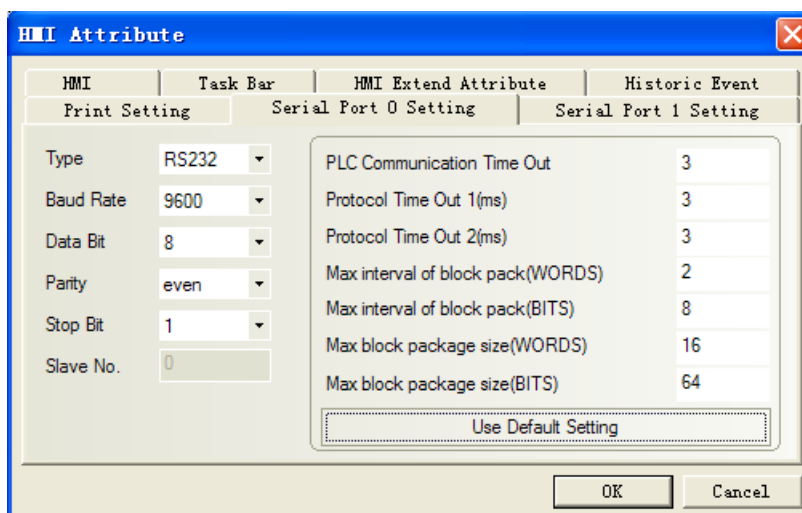 HMI Attribute
HMI
Task Bar
HMI Extend Attribute
Historic Event
Print Setting
Serial Port 0 Setting
Serial Port 1 Setting
Type RS232
Baud Rate 9600
Data Bit 8
Parity even
Stop Bit 1
Slave No. 0
PLC Communication Time Out 3
Protocol Time Out 1(ms) 3
Protocol Time Out 2(ms) 3
Max interval of block pack(WORDS) 2
Max interval of block pack(BITS) 8
Max block package size(WORDS) 16
Max block package size(BITS) 64
Use Default Setting
OK
Cancel